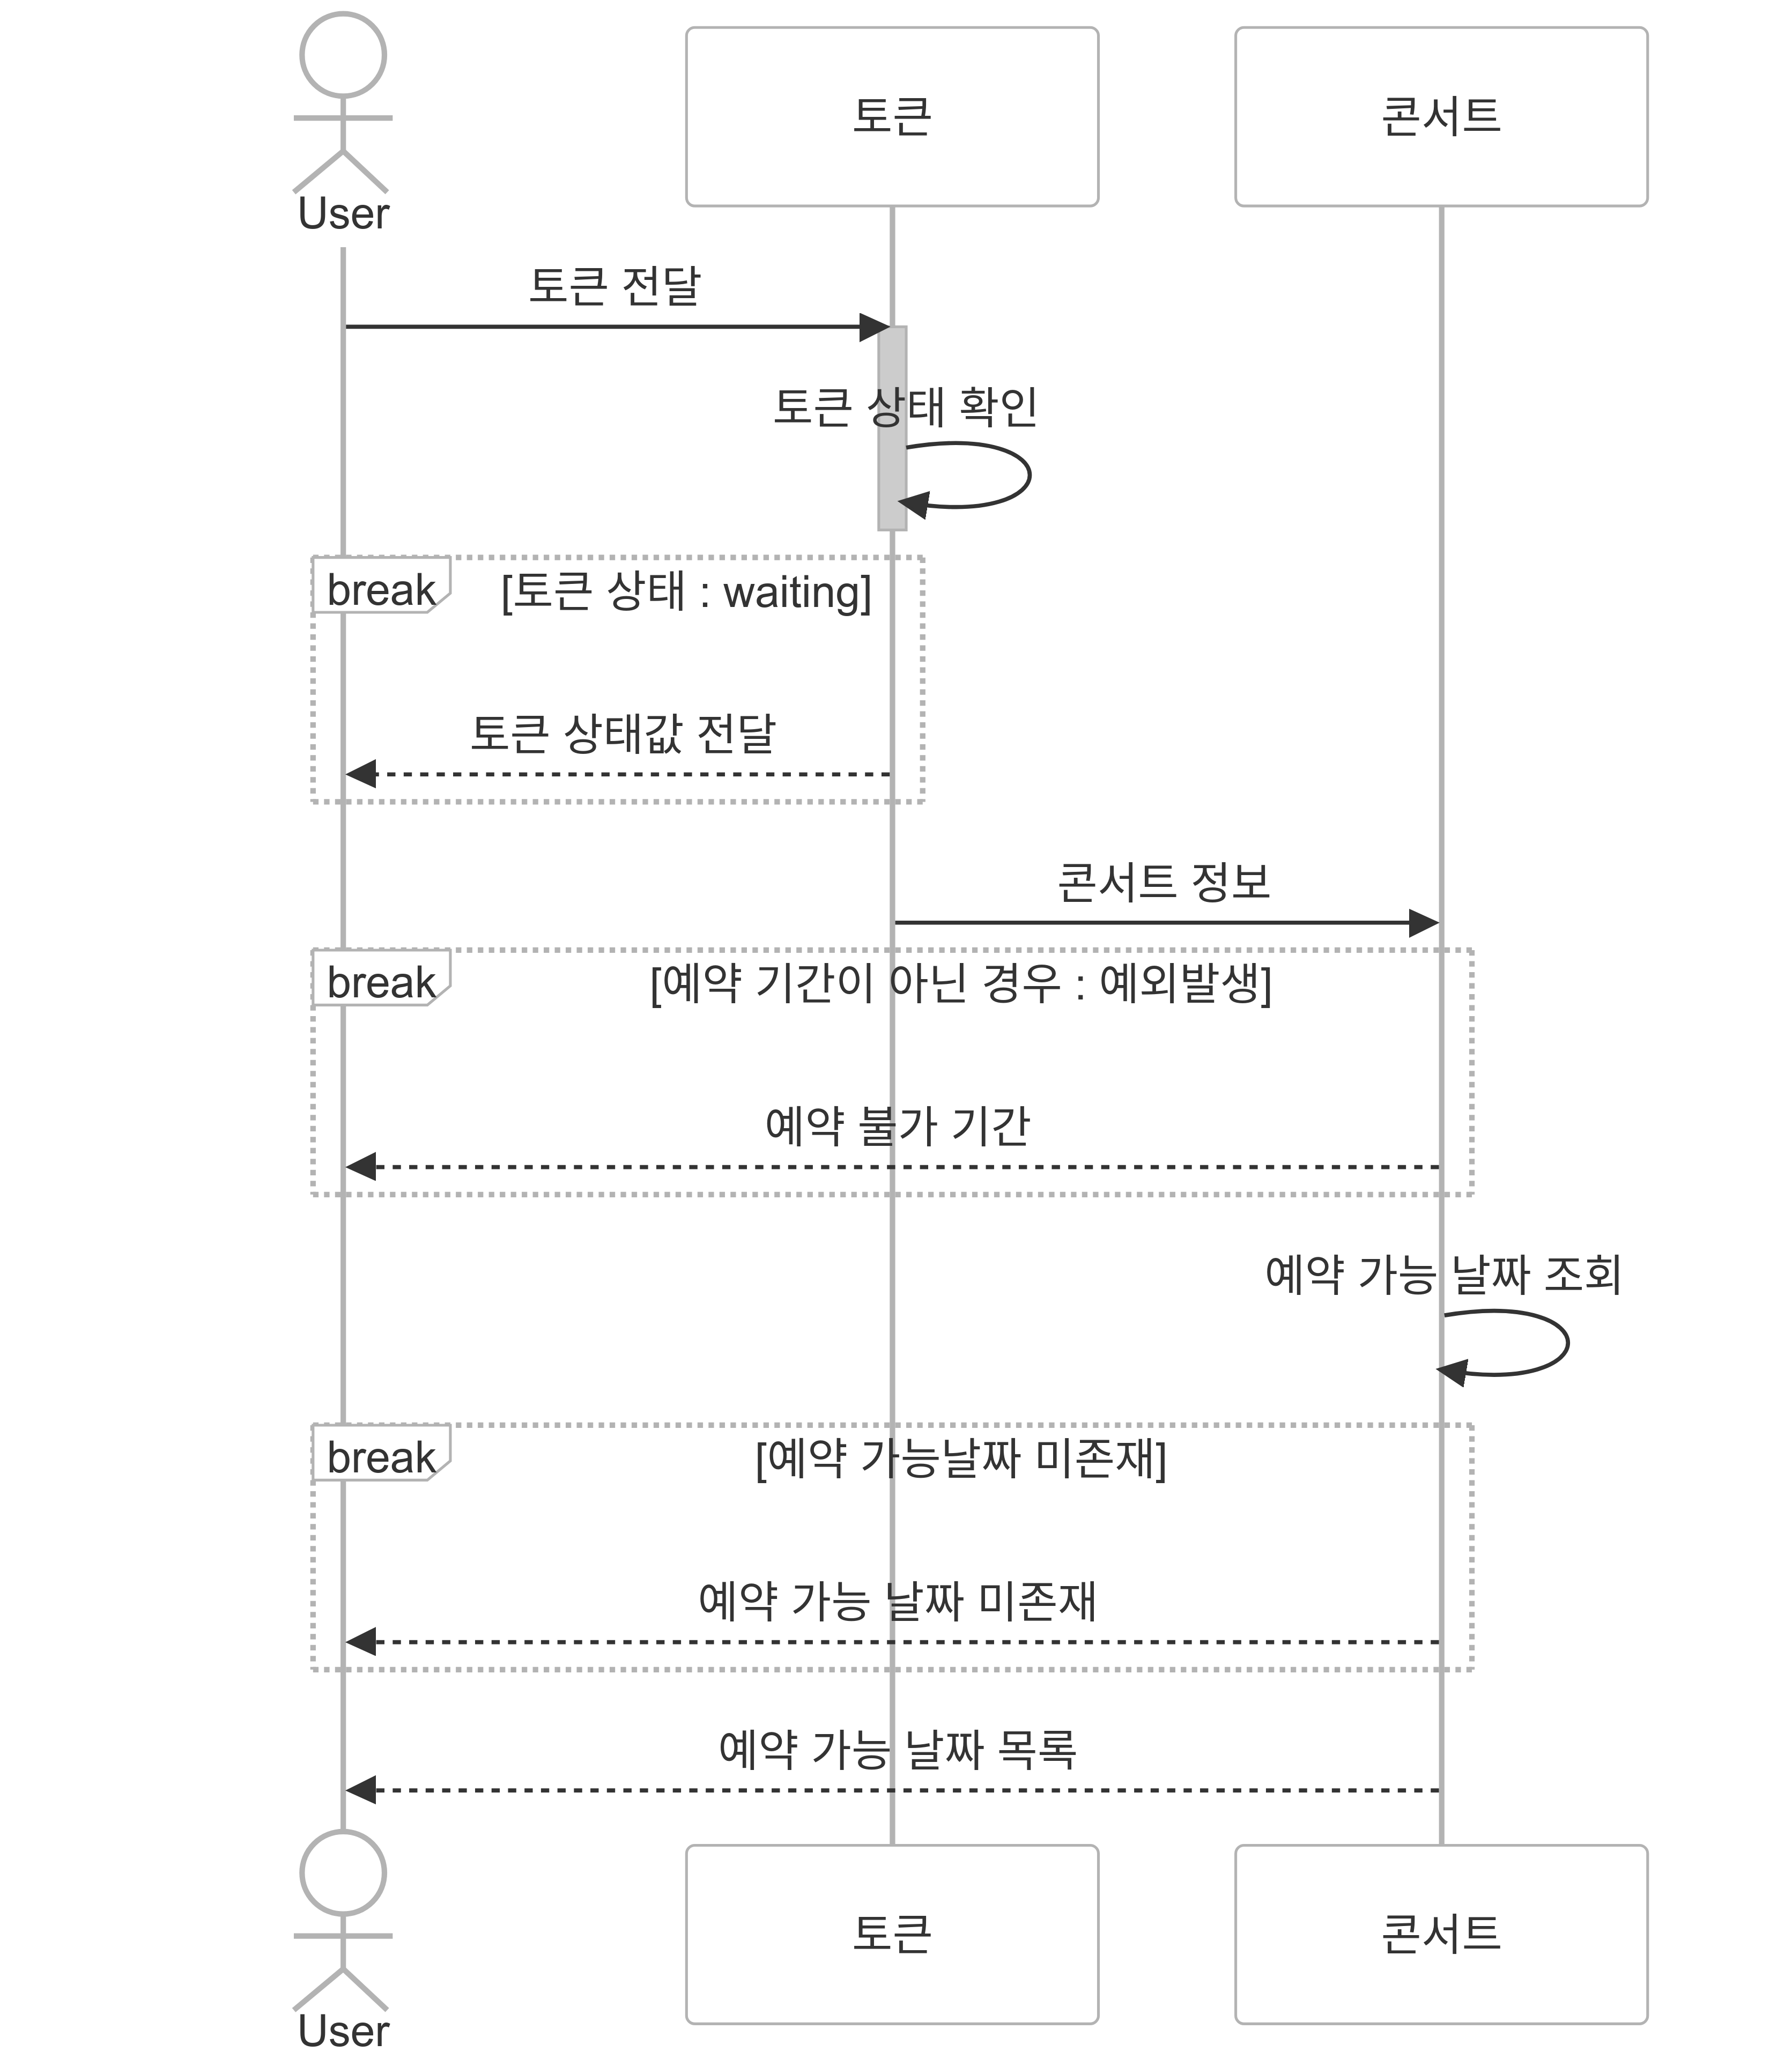 User
토큰
콘서트
토큰 전달
토큰 상태 확인
break
[토큰 상태 : waiting]
토큰 상태값 전달
콘서트 정보
break
[예약 기간이 아닌 경우 : 예외발생]
예약 불가 기간
예약 가능 날짜 조회
break
[예약 가능날짜 미존재]
예약 가능 날짜 미존재
예약 가능 날짜 목록
User
토큰
콘서트